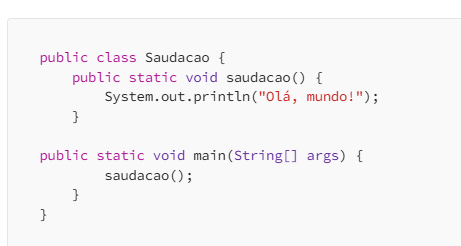 public class Saudacao {
    public static void saudacao() {
        System.out.println("Olá, mundo!");
    }

public static void main(String[] args) {
        saudacao();
    }
}